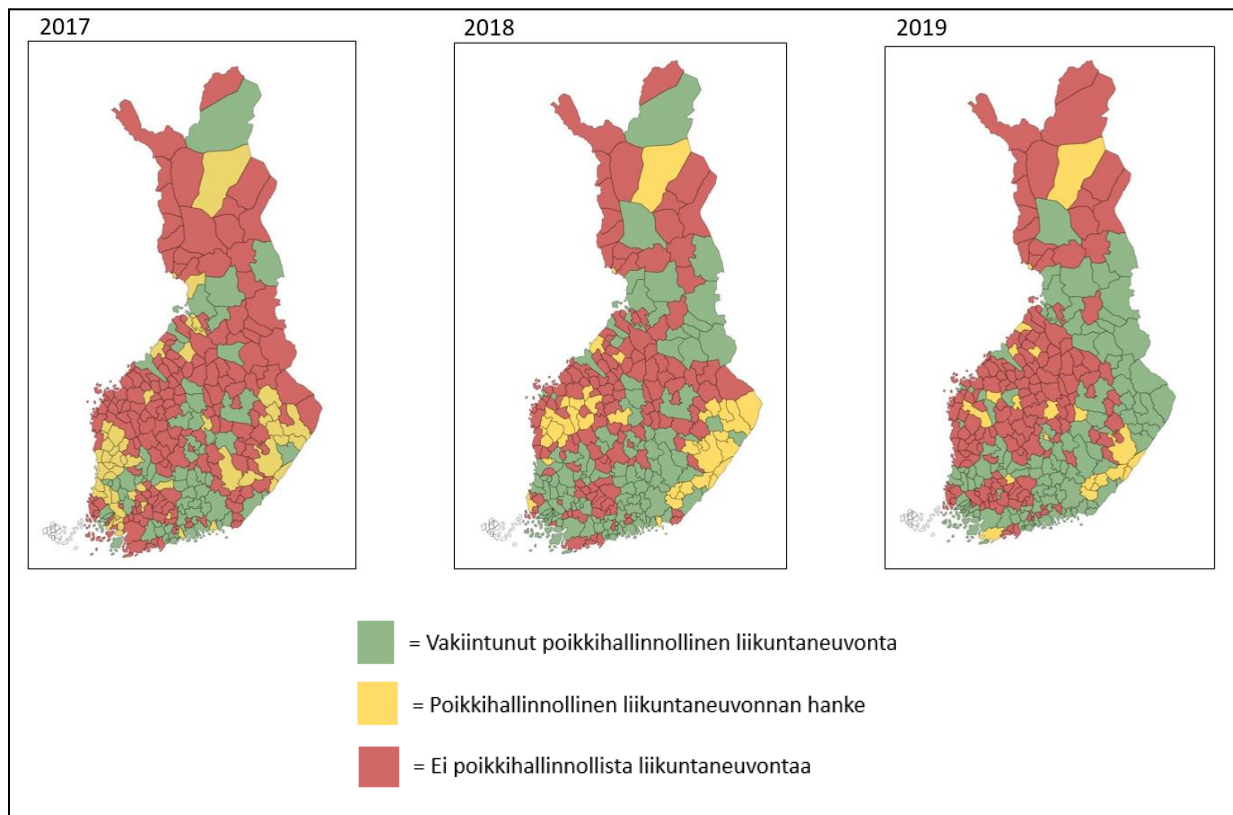 2017
2018
2019
= Vakiintunut poikkihallinnollinen liikuntaneuvonta
= Poikkihallinnollinen liikuntaneuvonnan hanke
= Ei poikkihallinnollista liikuntaneuvontaa